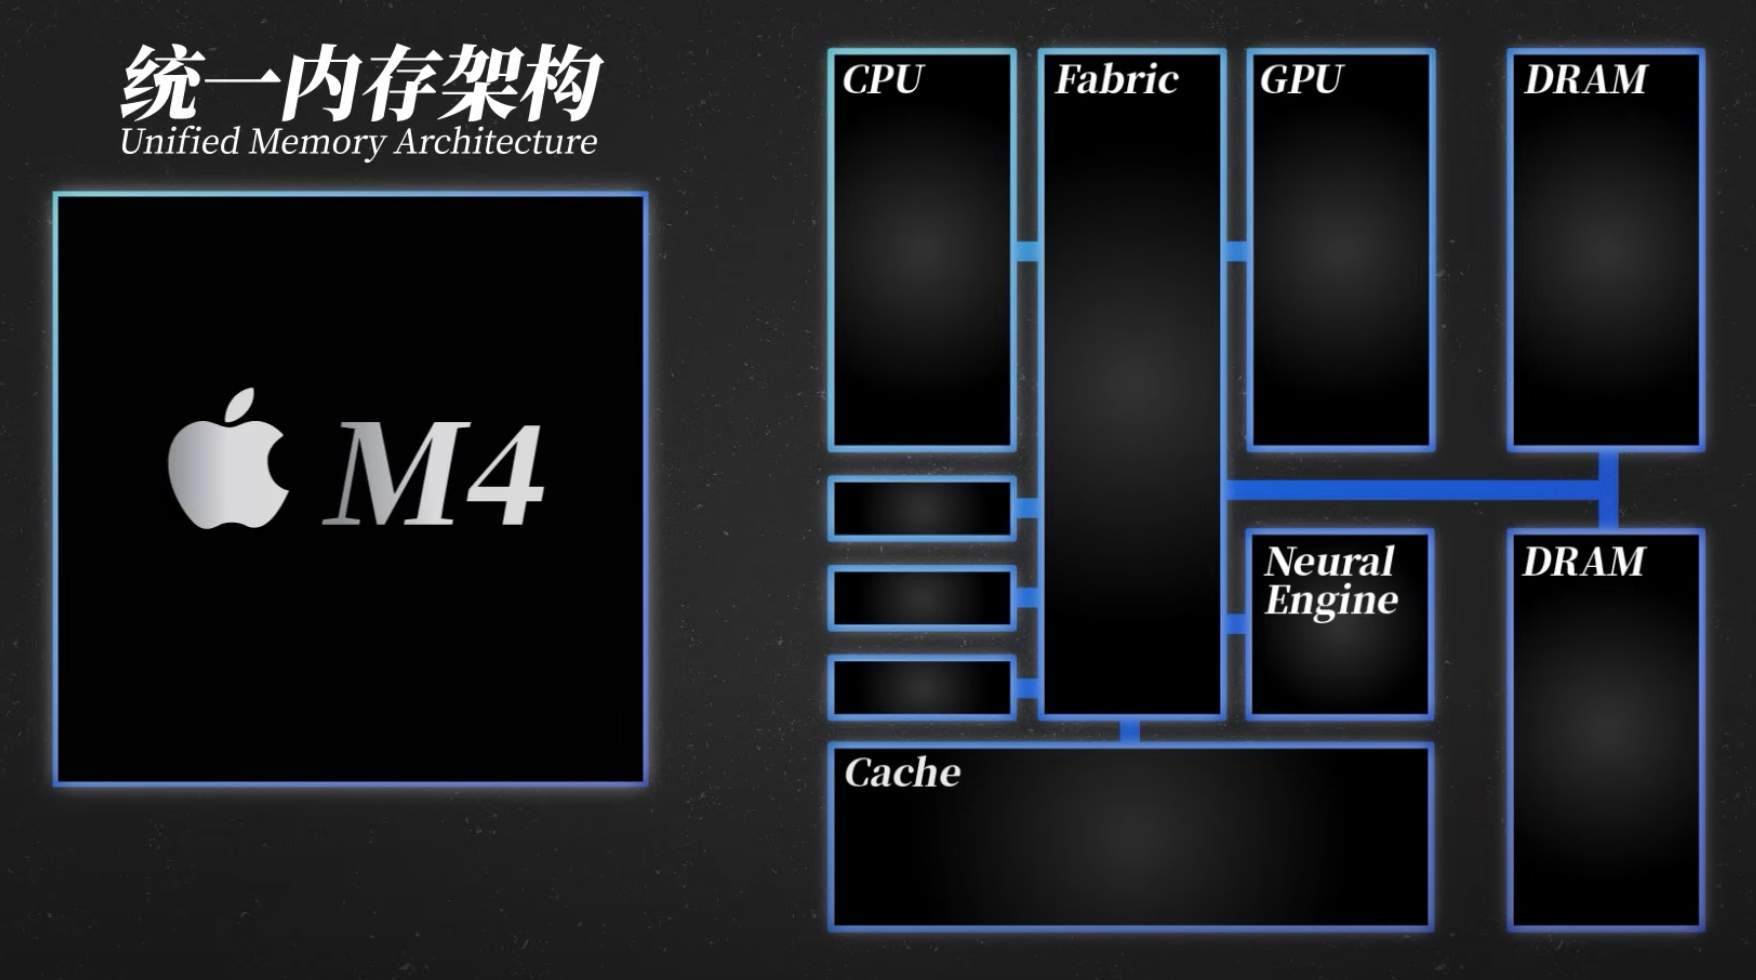 统一内存架构
Unified Memory Architecture
M4
CPU
Fabric
GPU
DRAM
Neural
Engine
DRAM
Cache